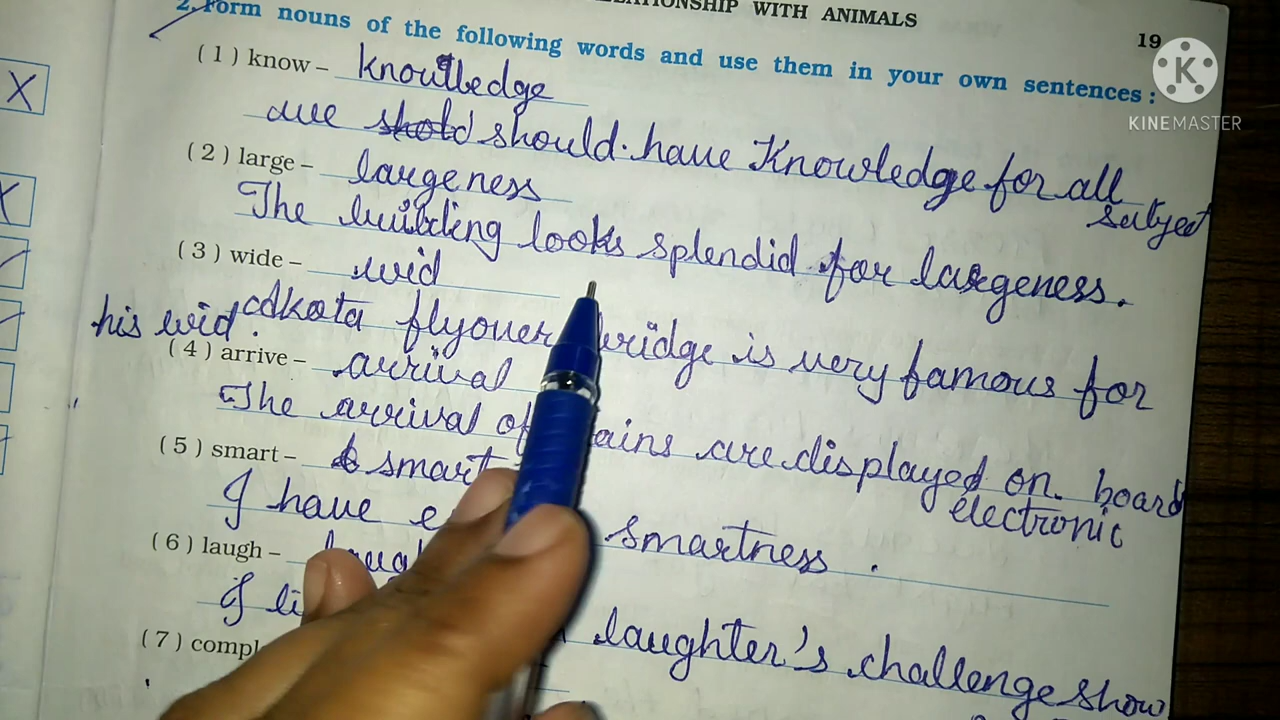 RELATIONSHIP WITH ANIMALS
19
2. Form nouns of the following words and use them in your own sentences :
( 1 ) know – knowledge
we should have Knowledge for all
subject
( 2 ) large – largeness
The building looks splendid for largeness.
( 3 ) wide – wid
flyover bridge is very famous for
his wid.
( 4 ) arrive – arrival
The arrival of ains are displayed on board
electronic
( 5 ) smart – smart
I have e smartness .
( 6 ) laugh – laugh
I li laughter's challenge show
( 7 ) compl
K
KINEMASTER
X